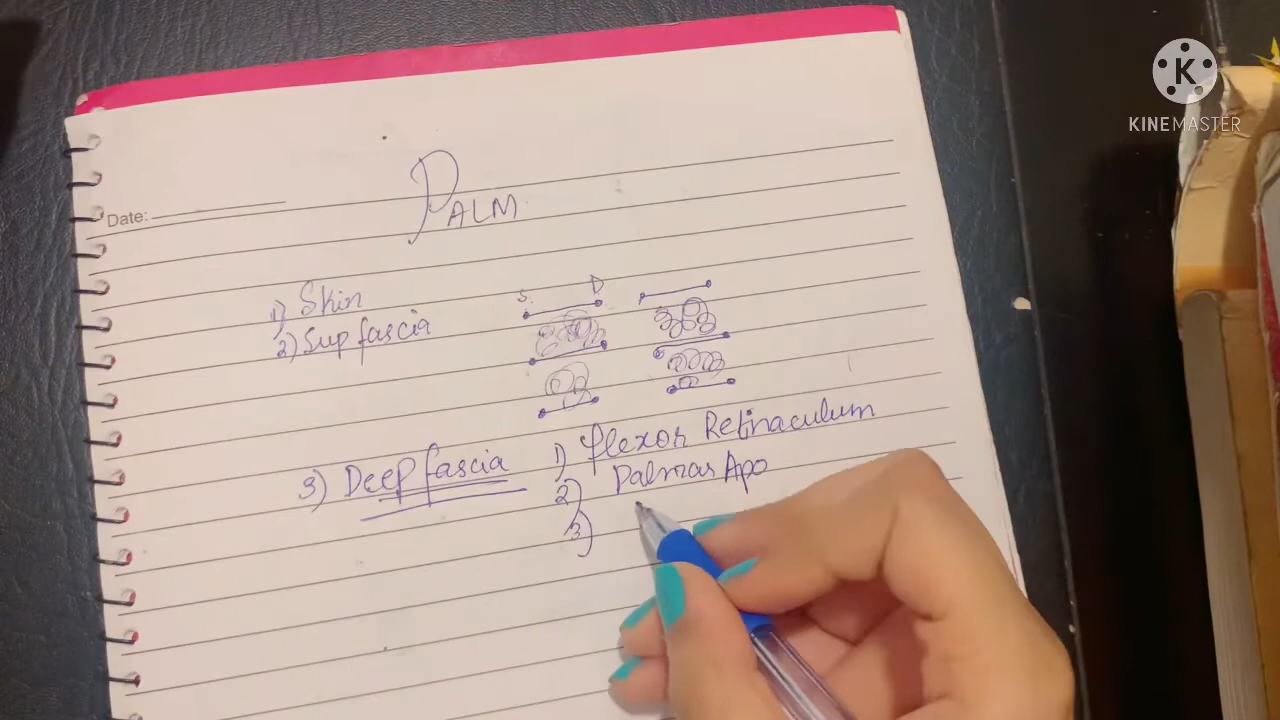 KINEMASTER
Date:
PALM
1) Skin
2) Sup fascia
S. D
3) Deep fascia
1) flexor Retinaculum
2) Palmar Apo
3)